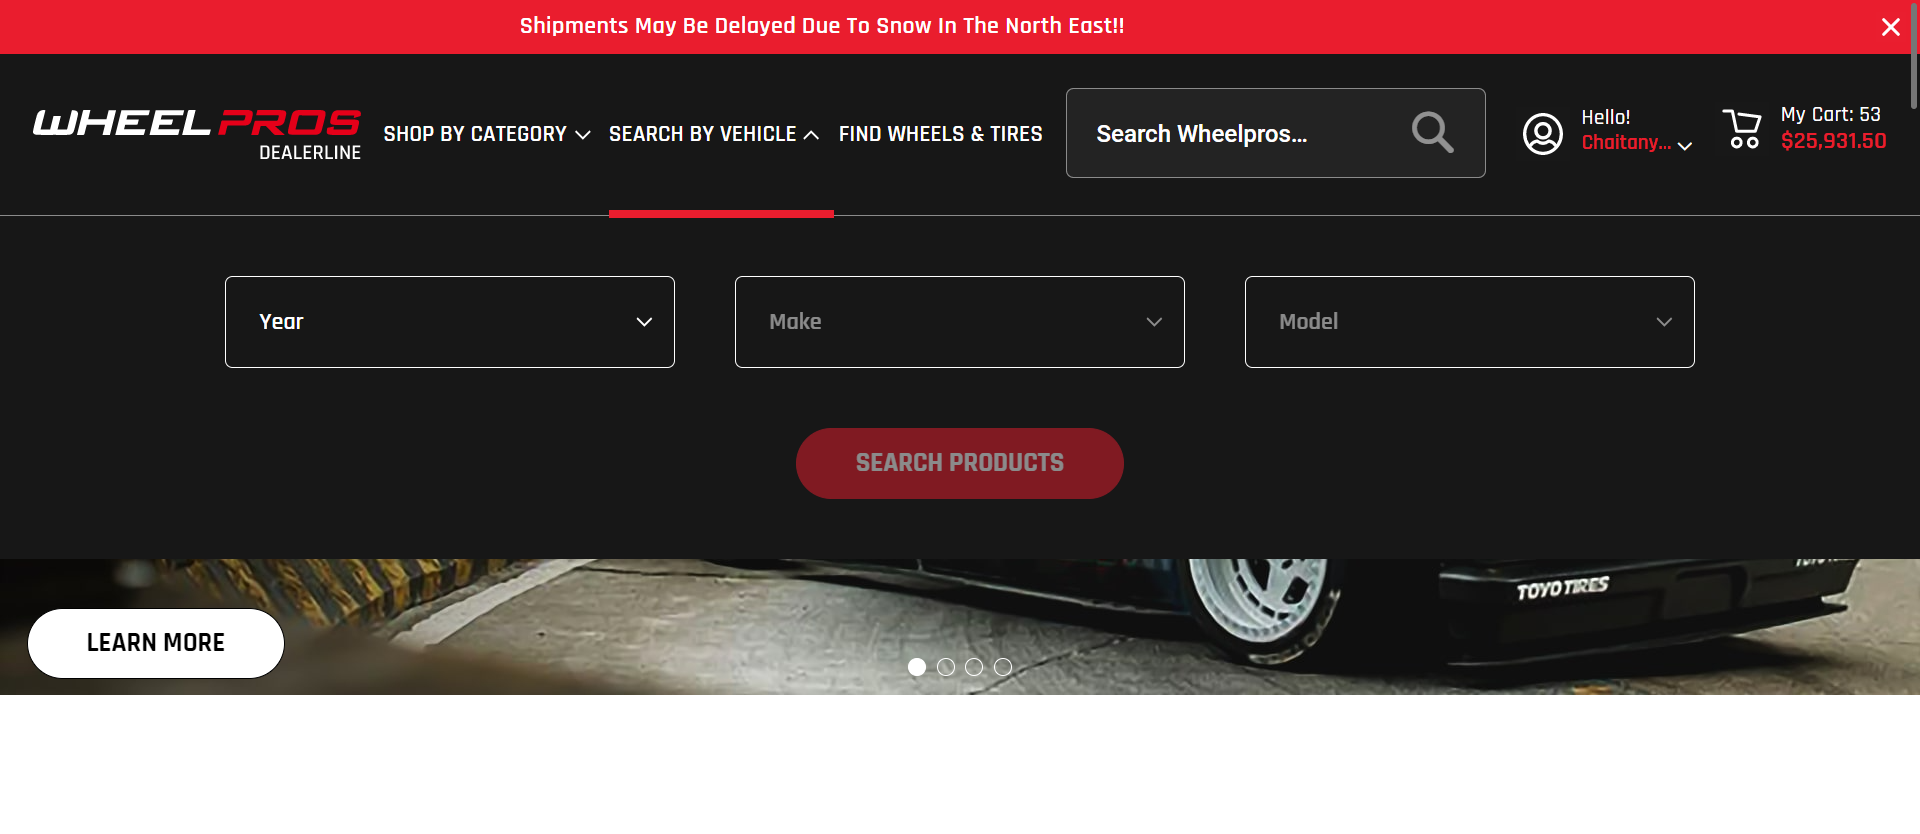 Shipments May Be Delayed Due To Snow In The North East!!
WHEEL PROS
DEALERLINE
SHOP BY CATEGORY
SEARCH BY VEHICLE
FIND WHEELS & TIRES
Search Wheelpros...
Hello!
Chaitany...
My Cart: 53
$25,931.50
Year
Make
Model
SEARCH PRODUCTS
TOYO TIRES
LEARN MORE